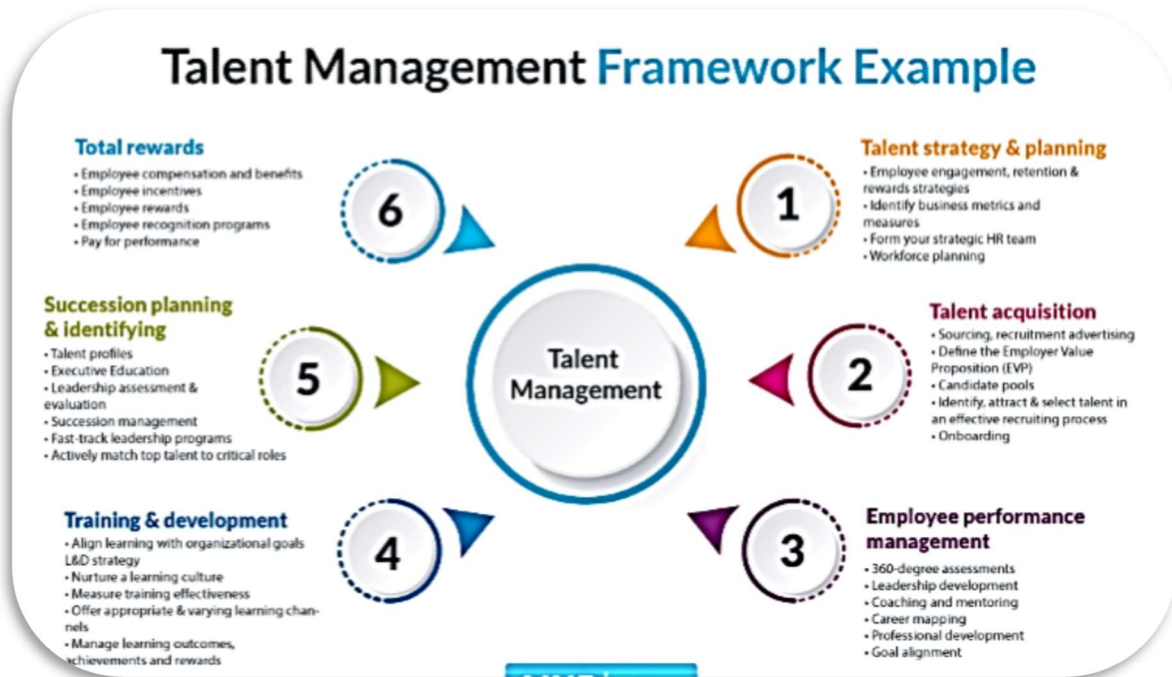 Talent Management Framework Example
Total rewards
• Employee compensation and benefits
• Employee incentives
• Employee rewards
• Employee recognition programs
• Pay for performance
6
1
Talent strategy & planning
• Employee engagement, retention &
rewards strategies
• Identify business metrics and
measures
• Form your strategic HR team
• Workforce planning
Succession planning
& identifying
• Talent profiles
• Executive Education
• Leadership assessment &
evaluation
• Succession management
• Fast-track leadership programs
• Actively match top talent to critical roles
5
Talent
Management
2
Talent acquisition
• Sourcing, recruitment advertising
• Define the Employer Value
Proposition (EVP)
• Candidate pools
• Identify, attract & select talent in
an effective recruiting process
• Onboarding
Training & development
• Align learning with organizational goals
L&D strategy
• Nurture a learning culture
• Measure training effectiveness
• Offer appropriate & varying learning chan-
nels
• Manage learning outcomes,
achievements and rewards
4
3
Employee performance
management
• 360-degree assessments
• Leadership development
• Coaching and mentoring
• Career mapping
• Professional development
• Goal alignment